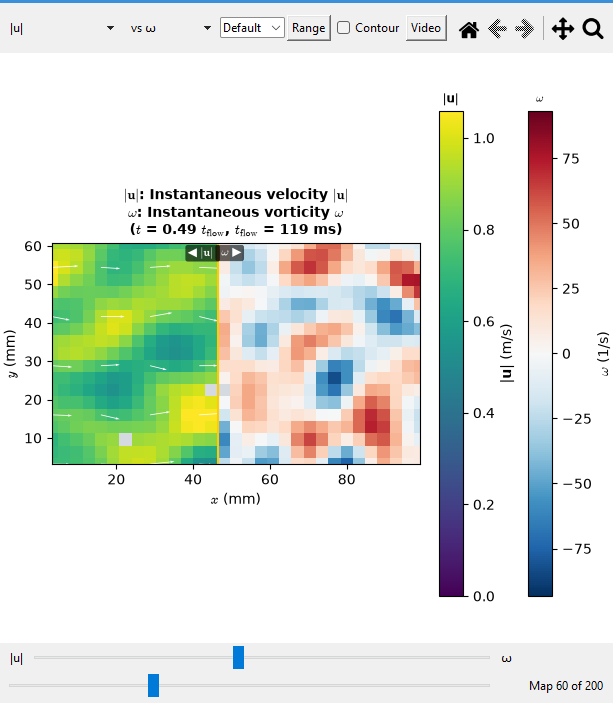 |u| vs ω Default Range Contour Video
|u| ω
|u|: Instantaneous velocity |u|
ω: Instantaneous vorticity ω
(t = 0.49 t_flow, t_flow = 119 ms)
◀ |u| ω ▶
60
50
40
30
20
10
y (mm)
20 40 60 80
x (mm)
1.0
0.8
0.6
0.4
0.2
0.0
|u| (m/s)
75
50
25
0
−25
−50
−75
ω (1/s)
|u| ω
Map 60 of 200